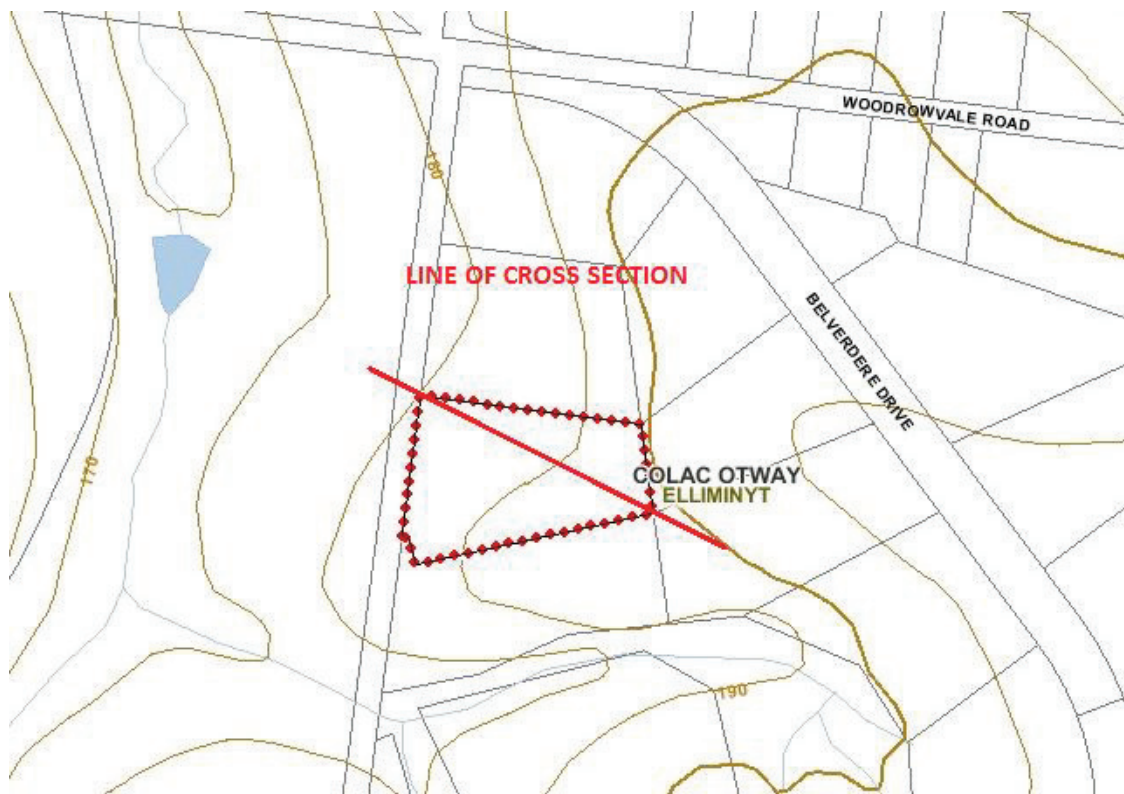 WOODROWVALE ROAD
180
LINE OF CROSS SECTION
BELVERDERE DRIVE
170
COLAC OTWAY
ELLIMINYT
190